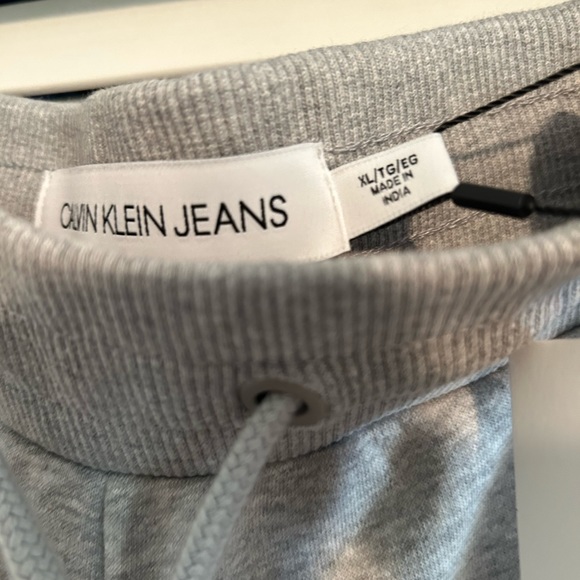 CALVIN KLEIN JEANS
XL/TG/EG
MADE IN
INDIA